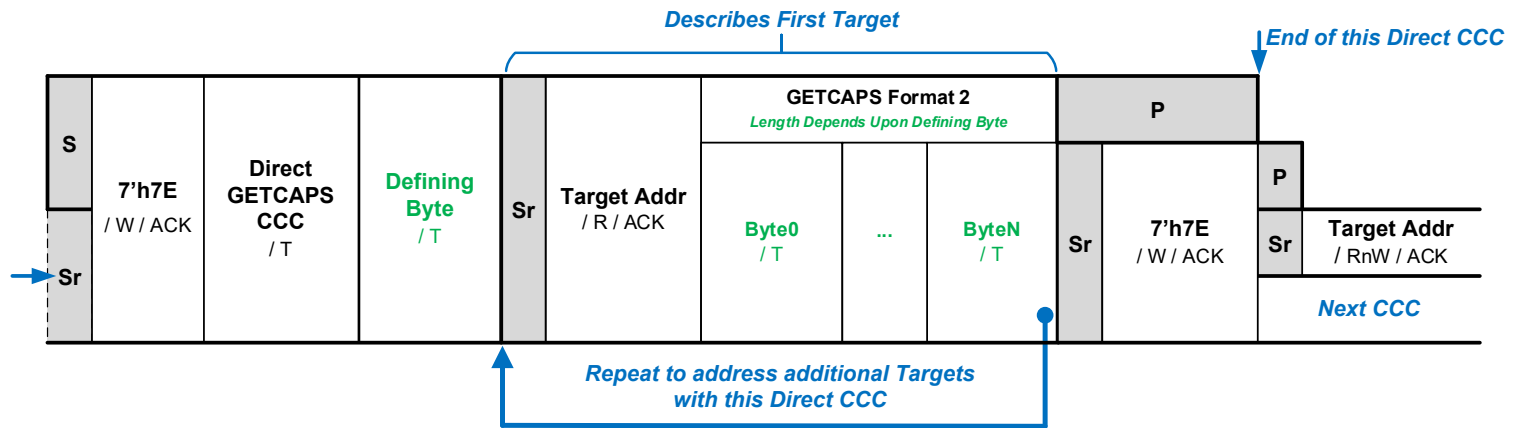 Describes First Target
End of this Direct CCC
S
Sr
7’h7E
/ W / ACK
Direct
GETCAPS
CCC
/ T
Defining
Byte
/ T
Sr
Target Addr
/ R / ACK
GETCAPS Format 2
Length Depends Upon Defining Byte
Byte0
/ T
...
ByteN
/ T
P
Sr
7’h7E
/ W / ACK
P
Sr
Target Addr
/ RnW / ACK
Next CCC
Repeat to address additional Targets
with this Direct CCC